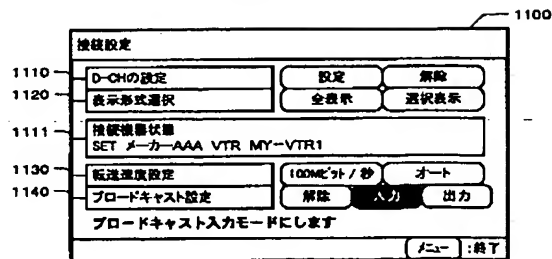 1100
接続設定
1110 D-CHの設定 設定 解除
1120 表示形式選択 全表示 選択表示
1111 接続機器状態
SET メーカーAAA VTR MY-VTR1
1130 転送速度設定 100Mビット/秒 オート
1140 ブロードキャスト設定 解除 入力 出力
ブロードキャスト入力モードにします
メニュー :終了